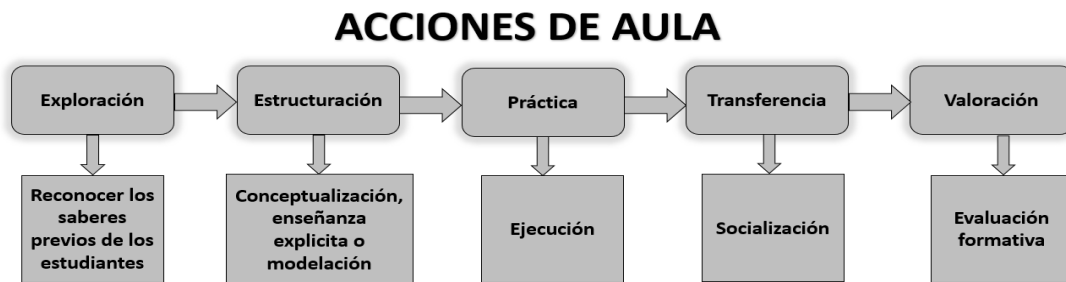 ACCIONES DE AULA
Exploración
Estructuración
Práctica
Transferencia
Valoración
Reconocer los
saberes
previos de los
estudiantes
Conceptualización,
enseñanza
explicita o
modelación
Ejecución
Socialización
Evaluación
formativa